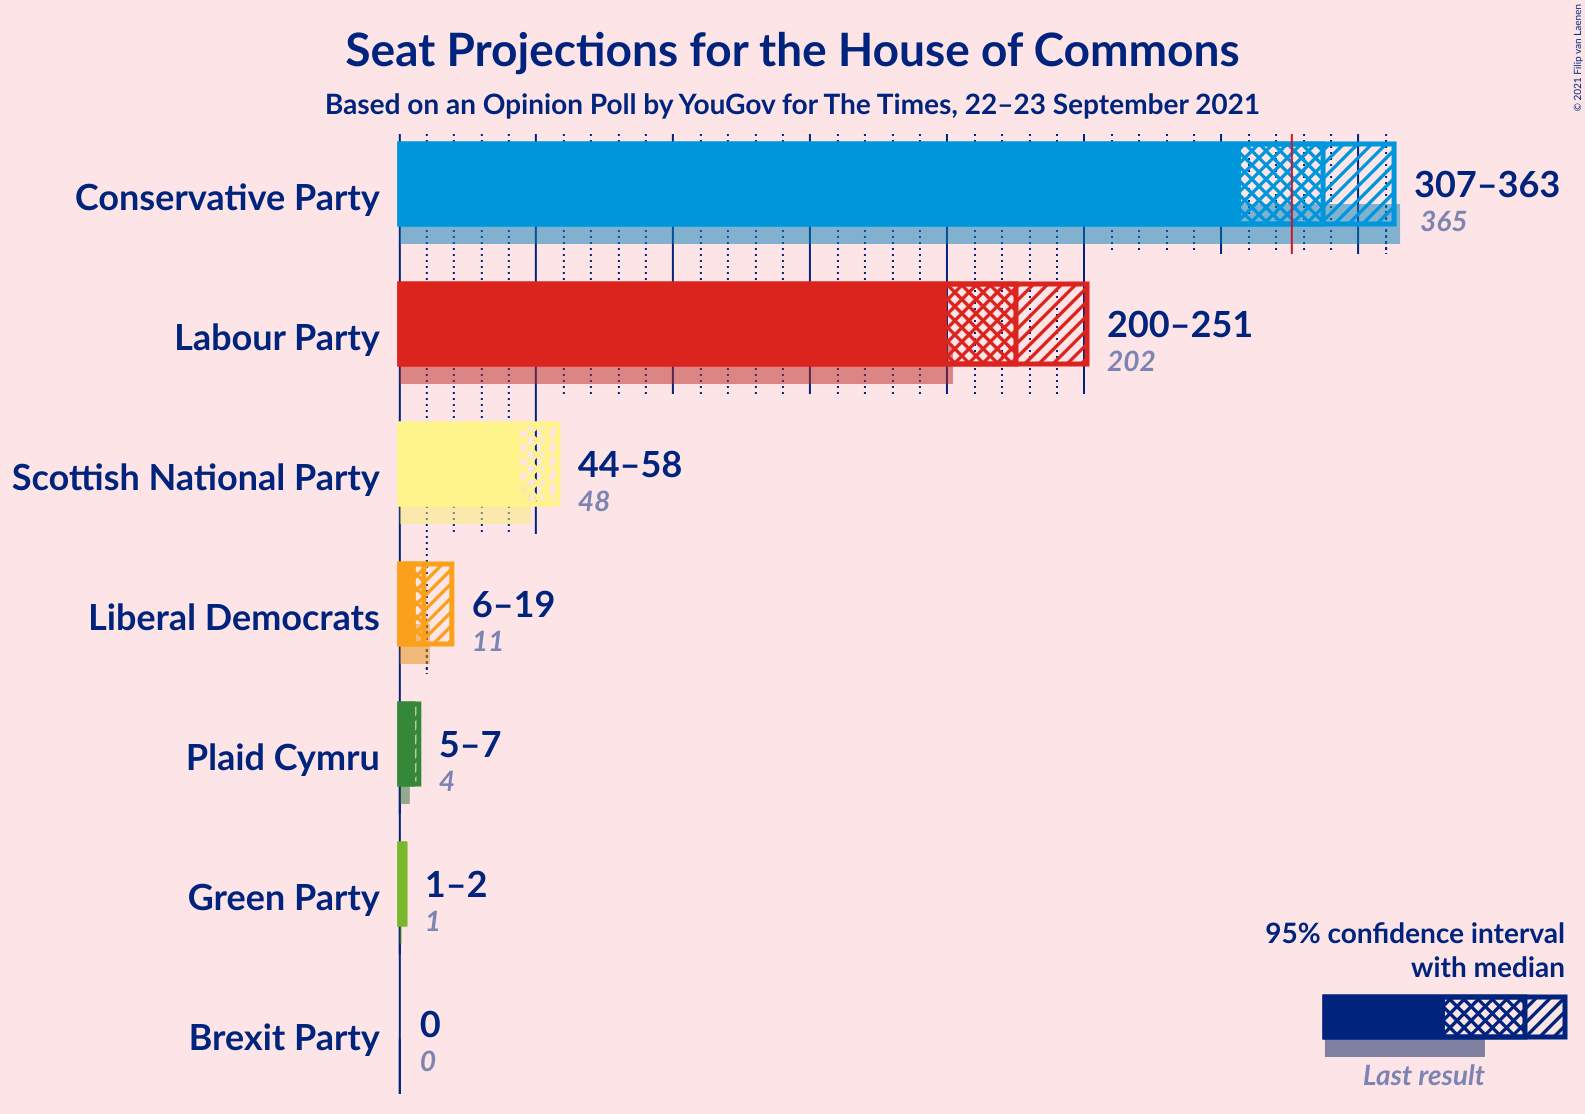 Seat Projections for the House of Commons
Based on an Opinion Poll by YouGov for The Times, 22–23 September 2021
© 2021 Filip van Laenen
Conservative Party
307–363
365
Labour Party
200–251
202
Scottish National Party
44–58
48
Liberal Democrats
6–19
11
Plaid Cymru
5–7
4
Green Party
1–2
1
Brexit Party
0
0
95% confidence interval
with median
Last result